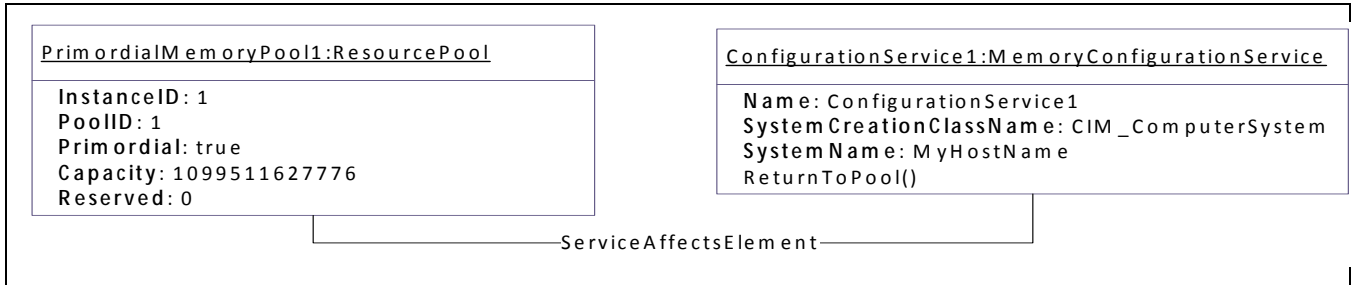 PrimordialMemoryPool1:ResourcePool
InstanceID: 1
PoolID: 1
Primordial: true
Capacity: 1099511627776
Reserved: 0
ConfigurationService1:MemoryConfigurationService
Name: ConfigurationService1
SystemCreationClassName: CIM_ComputerSystem
SystemName: MyHostName
ReturnToPool()
ServiceAffectsElement